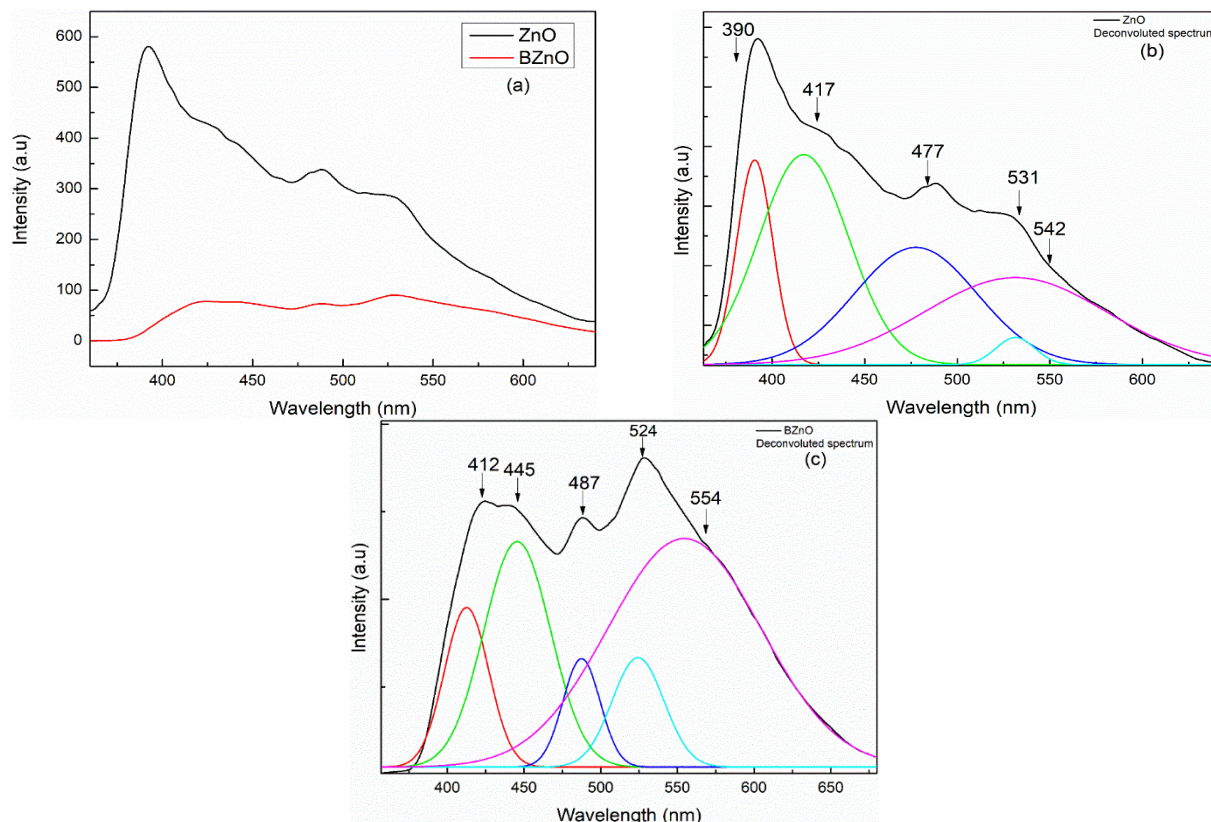 600
500
400
300
200
100
0
400
450
500
550
600
Intensity (a.u)
Wavelength (nm)
ZnO
BZnO
(a)
ZnO
Deconvoluted spectrum
(b)
390
417
477
531
542
Intensity (a.u)
400
450
500
550
600
Wavelength (nm)
BZnO
Deconvoluted spectrum
(c)
412
445
487
524
554
Intensity (a.u)
400
450
500
550
600
650
Wavelength (nm)